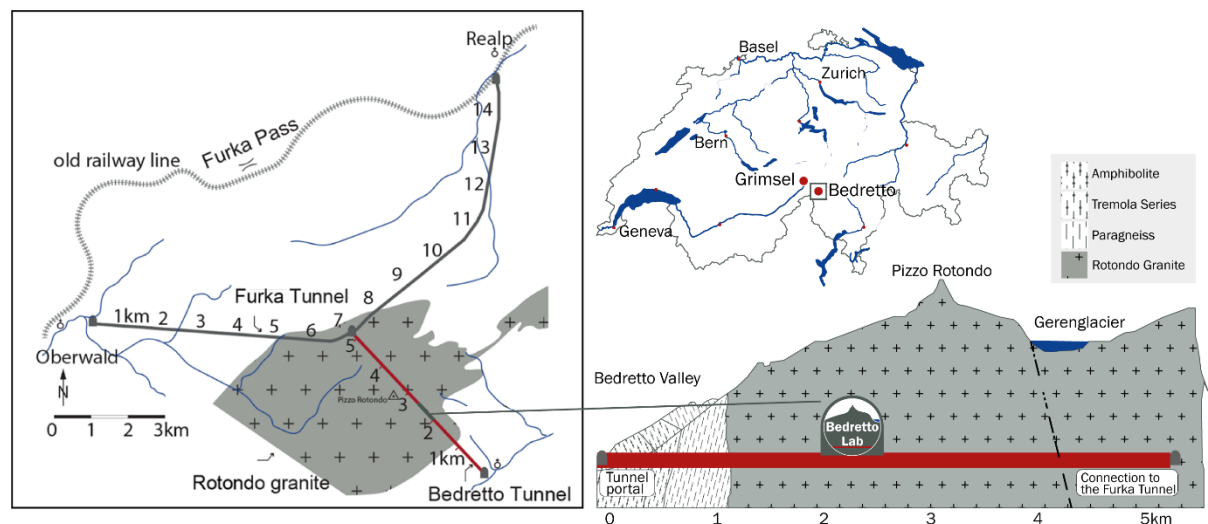 Realp
14
13
12
11
10
9
8
7
old railway line
Furka Pass
Furka Tunnel
1km 2 3 4 5 6
Oberwald
N
0 1 2 3km
5
4
Pizzo Rotondo
3
2
1km
Rotondo granite
Bedretto Tunnel
Basel
Zurich
Bern
Grimsel
Bedretto
Geneva
Amphibolite
Tremola Series
Paragneiss
Rotondo Granite
Pizzo Rotondo
Gerenglacier
Bedretto Valley
Bedretto
Lab
Tunnel
portal
Connection to
the Furka Tunnel
0 1 2 3 4 5km